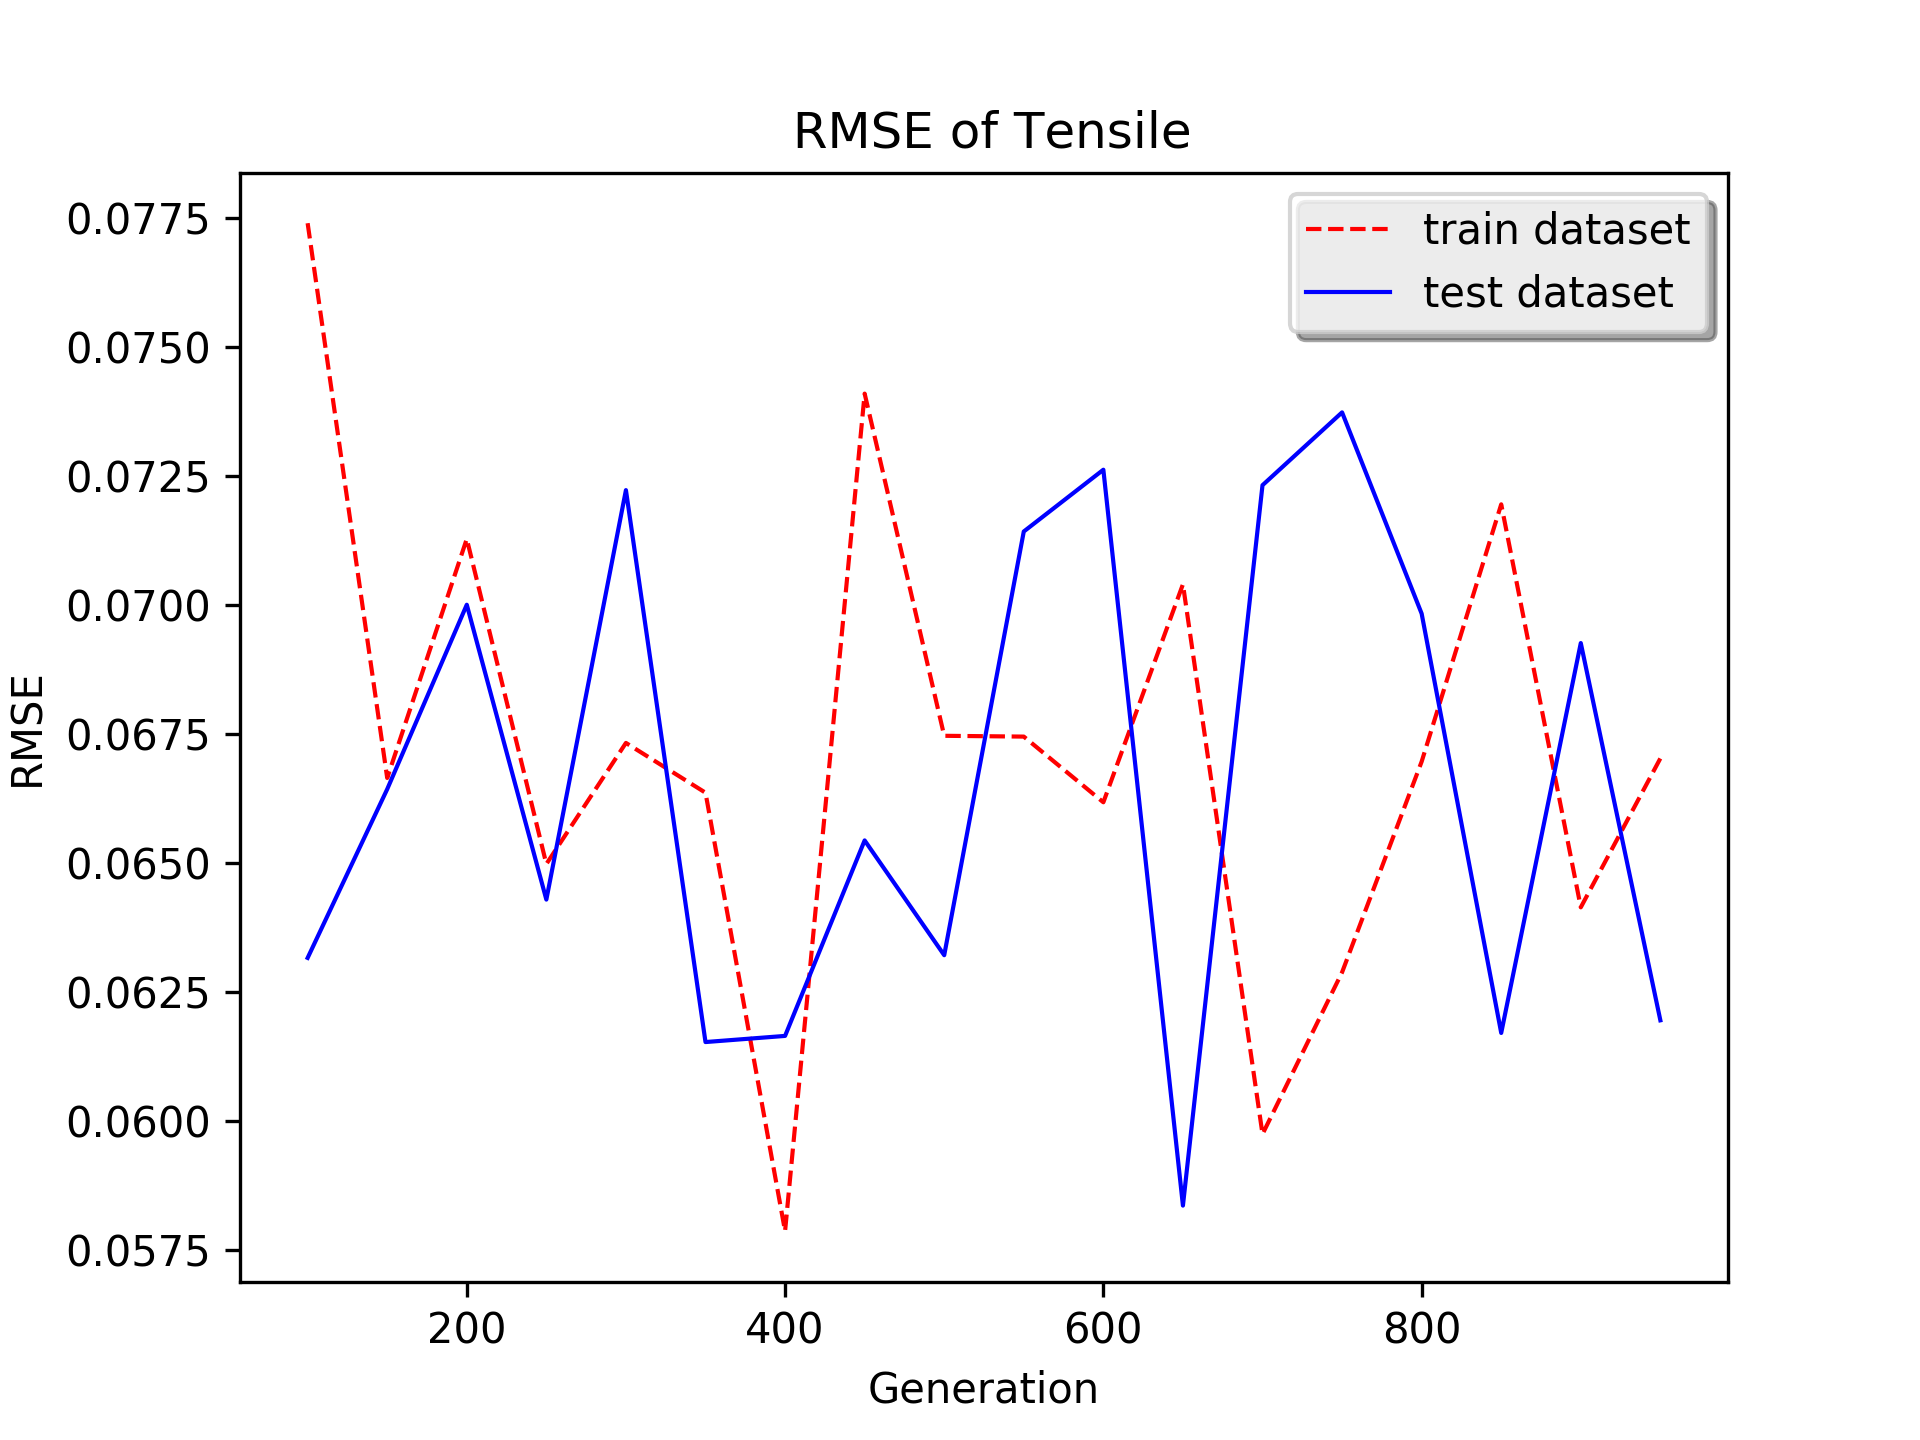 RMSE of Tensile
train dataset
test dataset
0.0775
0.0750
0.0725
0.0700
0.0675
0.0650
0.0625
0.0600
0.0575
RMSE
200 400 600 800
Generation